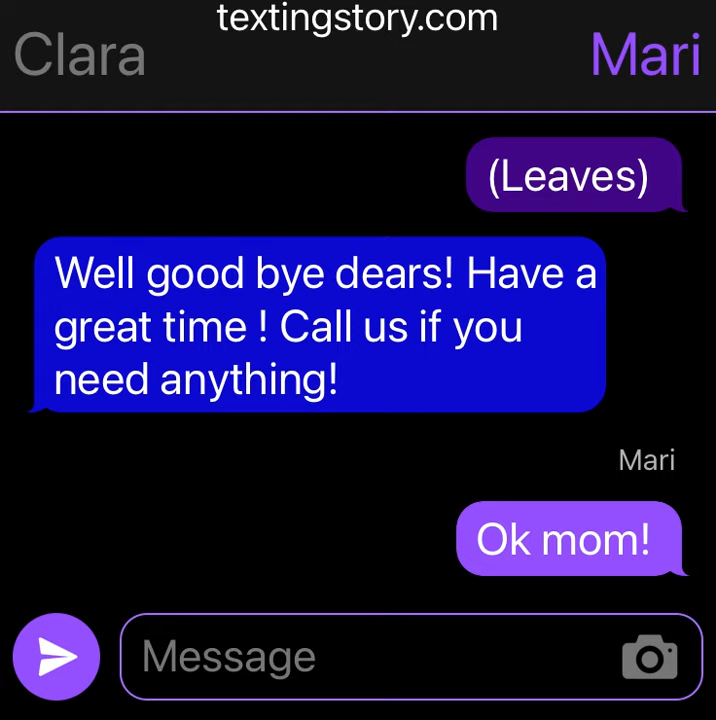 textingstory.com
Clara
Mari
(Leaves)
Well good bye dears! Have a
great time ! Call us if you
need anything!
Mari
Ok mom!
Message